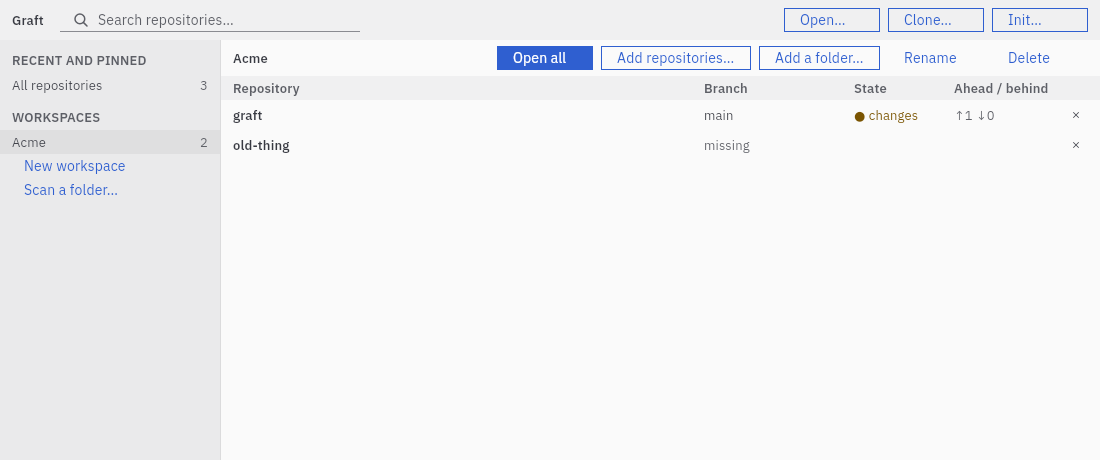 Graft Search repositories... Open... Clone... Init...
RECENT AND PINNED
All repositories 3
WORKSPACES
Acme 2
New workspace
Scan a folder...
Acme Open all Add repositories... Add a folder... Rename Delete
Repository Branch State Ahead / behind
graft main ● changes ↑1 ↓0 ×
old-thing missing ×